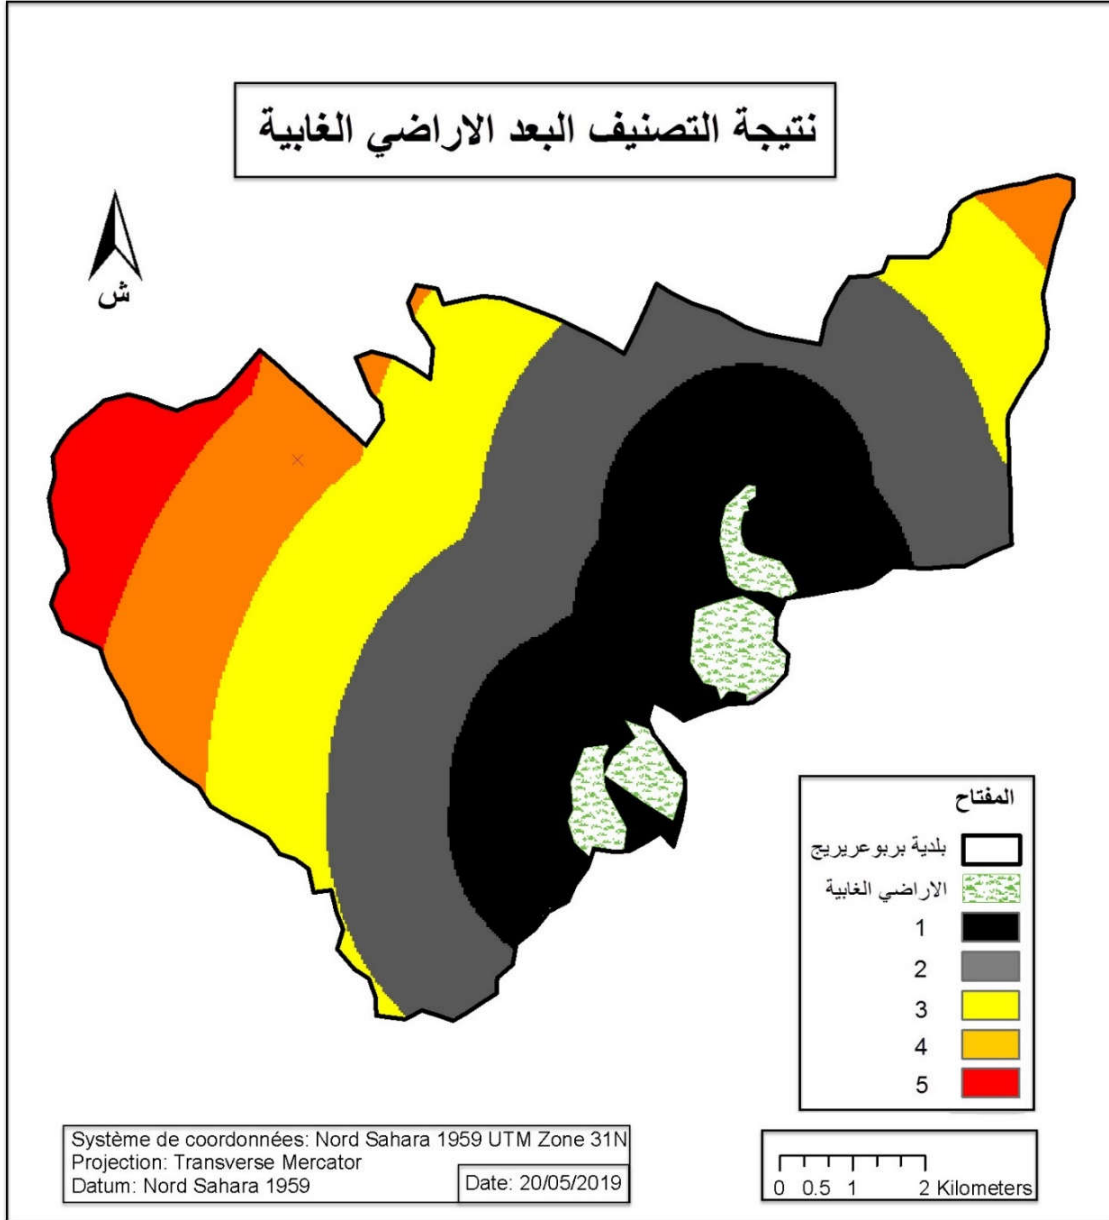 نتيجة التصنيف البعد الاراضي الغابية
ش
المفتاح
بلدية بربوعريريج
الاراضي الغابية
1
2
3
4
5
Système de coordonnées: Nord Sahara 1959 UTM Zone 31N
Projection: Transverse Mercator
Datum: Nord Sahara 1959
Date: 20/05/2019
0 0.5 1 2 Kilometers